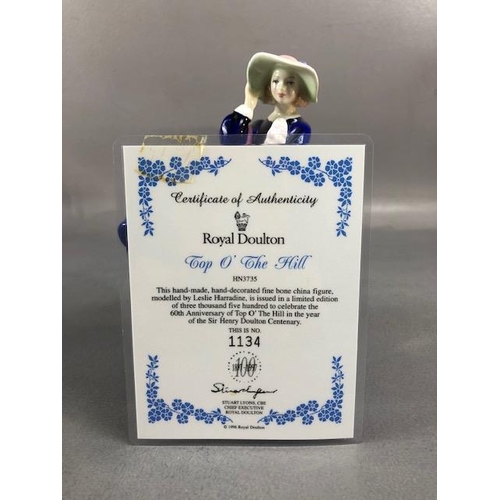 Certificate of Authenticity
Royal Doulton
Top O' The Hill
HN3735
This hand-made, hand-decorated fine bone china figure,
modelled by Leslie Harradine, is issued in a limited edition
of three thousand five hundred to celebrate the
60th Anniversary of Top O' The Hill in the year
of the Sir Henry Doulton Centenary.
THIS IS NO.
1134
100
STUART LYONS, CBE
CHIEF EXECUTIVE
ROYAL DOULTON
© 1996 Royal Doulton